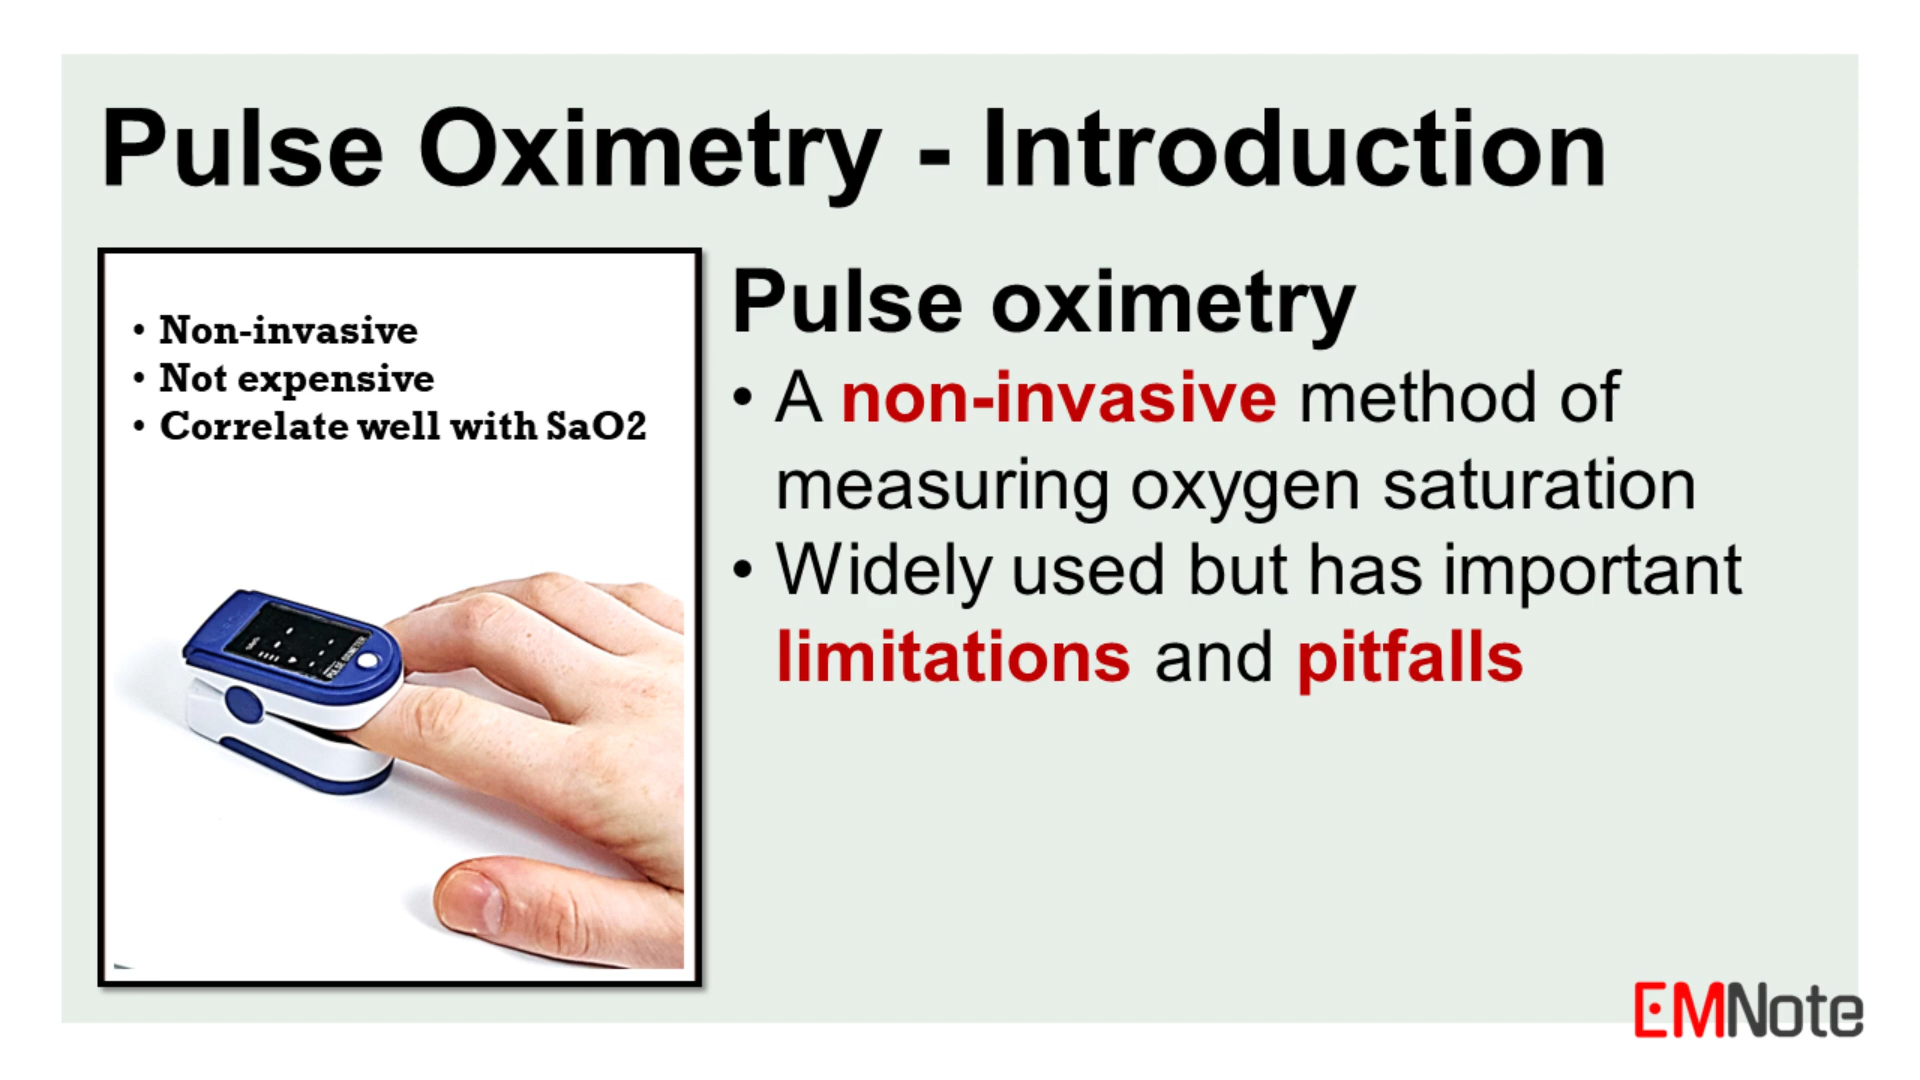 Pulse Oximetry - Introduction
• Non-invasive
• Not expensive
• Correlate well with SaO2
Pulse oximetry
• A non-invasive method of
measuring oxygen saturation
• Widely used but has important
limitations and pitfalls
EMNote